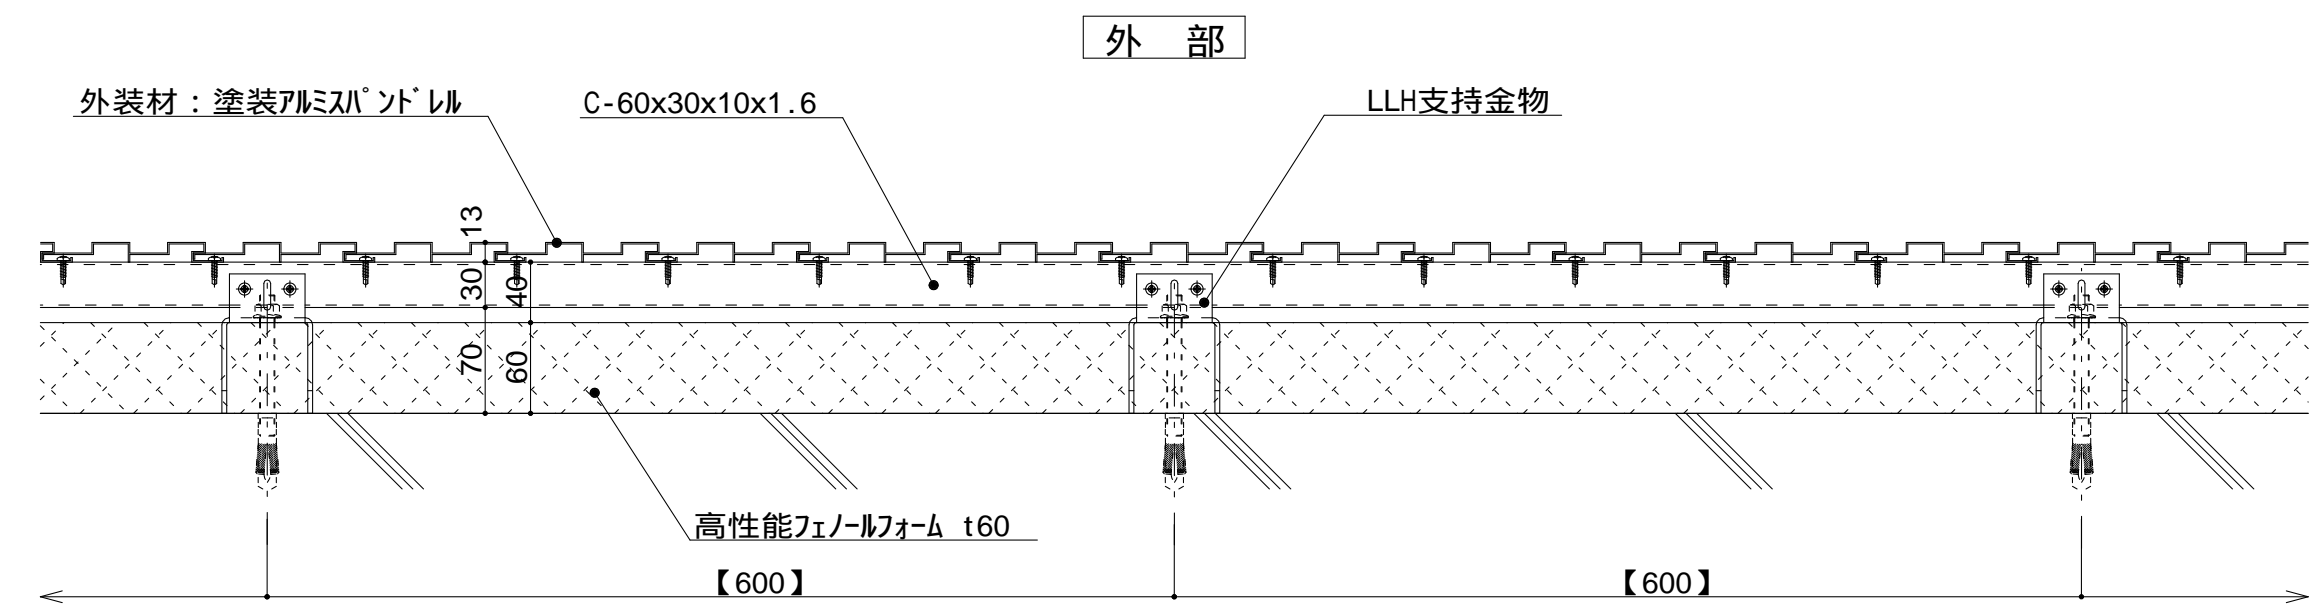 外 部
外装材：塗装ｱﾙﾐｽﾊﾟﾝﾄﾞﾚﾙ
C-60x30x10x1.6
LLH支持金物
13
30
40
70
60
高性能ﾌｪﾉｰﾙﾌｫｰﾑ t60
【600】
【600】